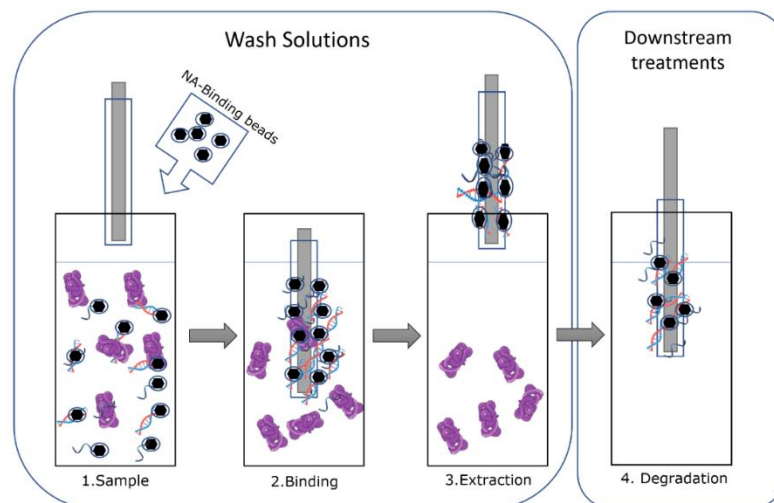 Wash Solutions
Downstream
treatments
NA-Binding beads
1.Sample
2.Binding
3.Extraction
4. Degradation